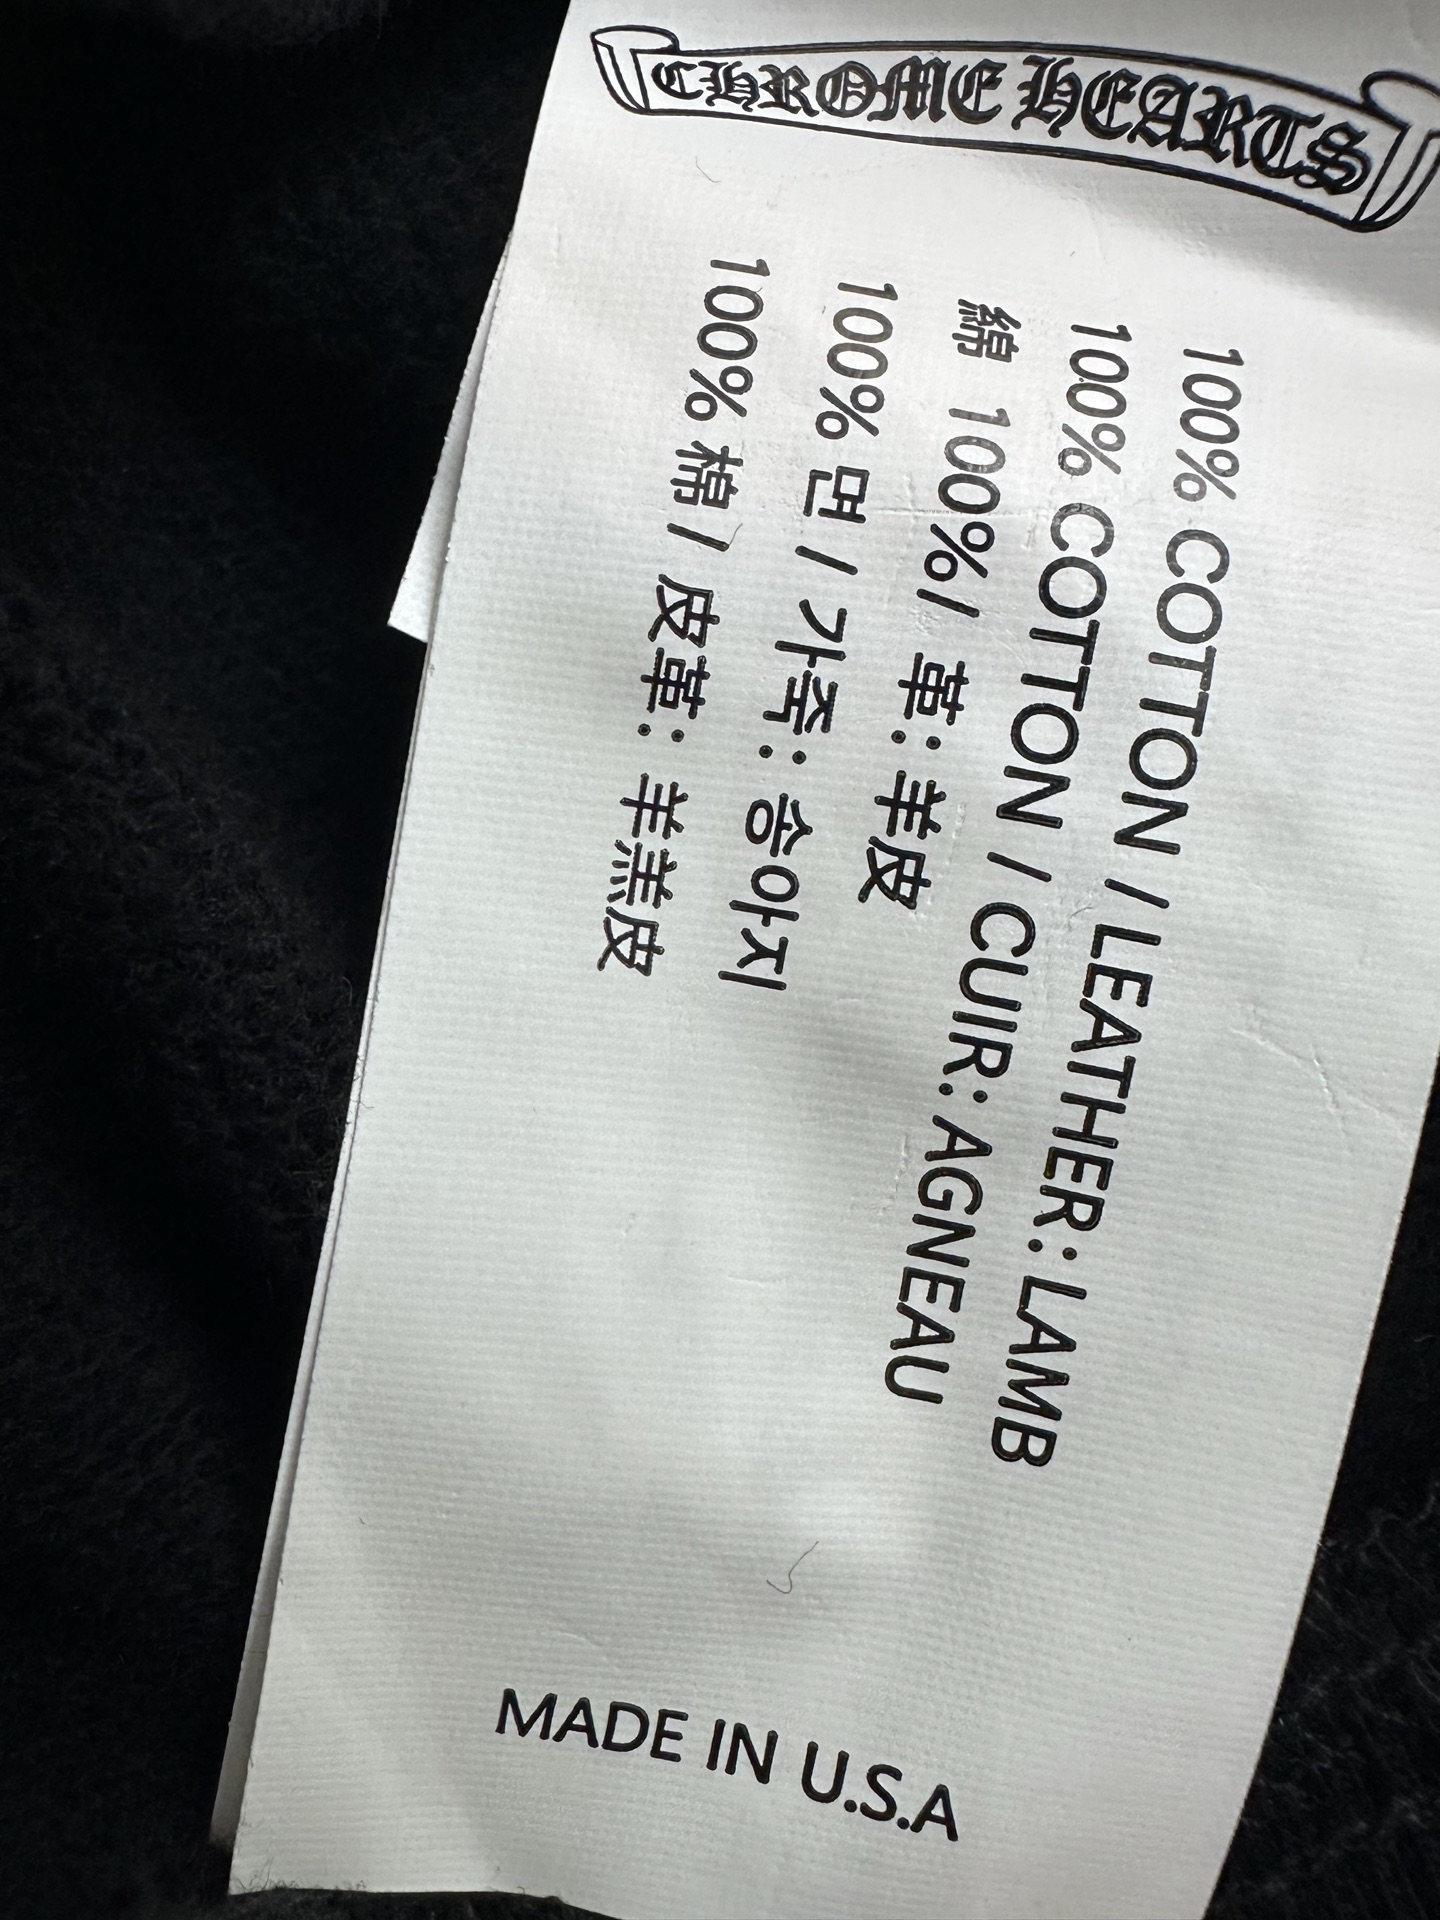 CHROME HEARTS
100% COTTON / LEATHER: LAMB
100% COTTON / CUIR: AGNEAU
綿 100% / 革: 羊皮
100% 면 / 가죽: 송아지
100% 棉 / 皮革: 羊羔皮
MADE IN U.S.A